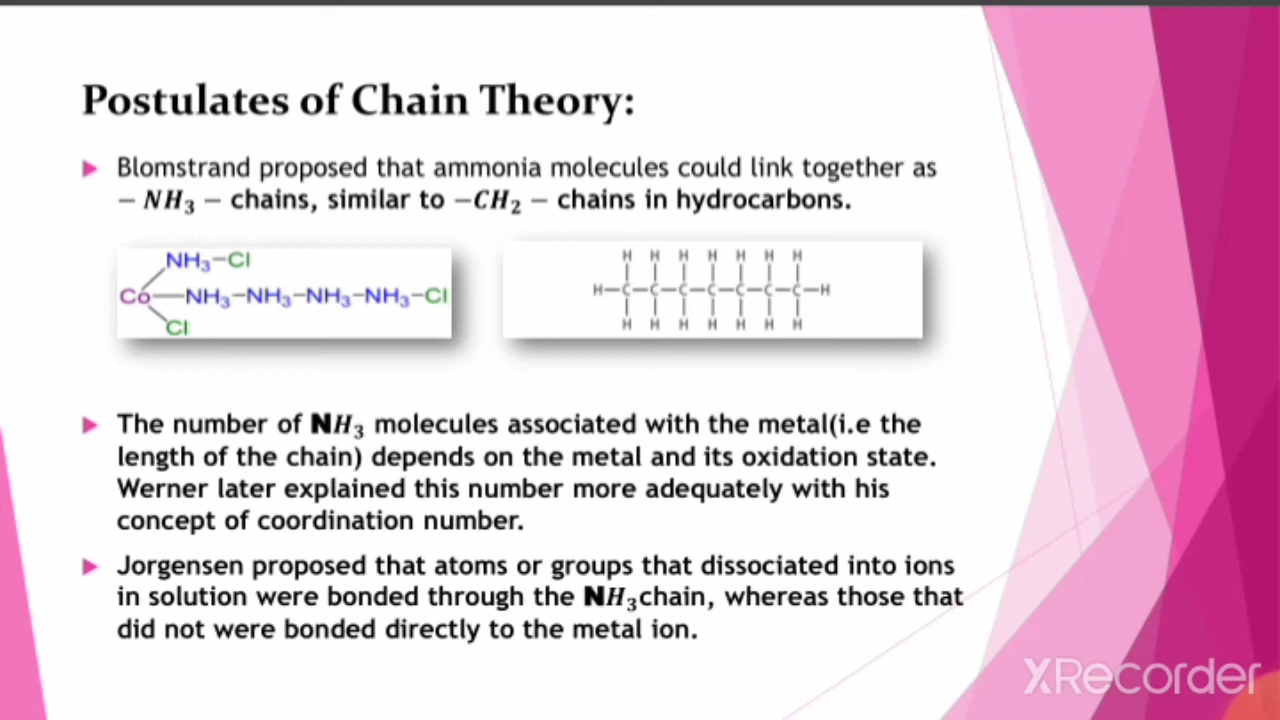 Postulates of Chain Theory:
Blomstrand proposed that ammonia molecules could link together as
– NH₃ – chains, similar to –CH₂ – chains in hydrocarbons.
NH₃–Cl
Co–NH₃–NH₃–NH₃–NH₃–Cl
Cl
H H H H H H H
H–C–C–C–C–C–C–C–H
H H H H H H H
The number of NH₃ molecules associated with the metal(i.e the
length of the chain) depends on the metal and its oxidation state.
Werner later explained this number more adequately with his
concept of coordination number.
Jorgensen proposed that atoms or groups that dissociated into ions
in solution were bonded through the NH₃chain, whereas those that
did not were bonded directly to the metal ion.
XRecorder